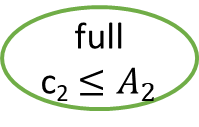 full
c₂ ≤ A₂